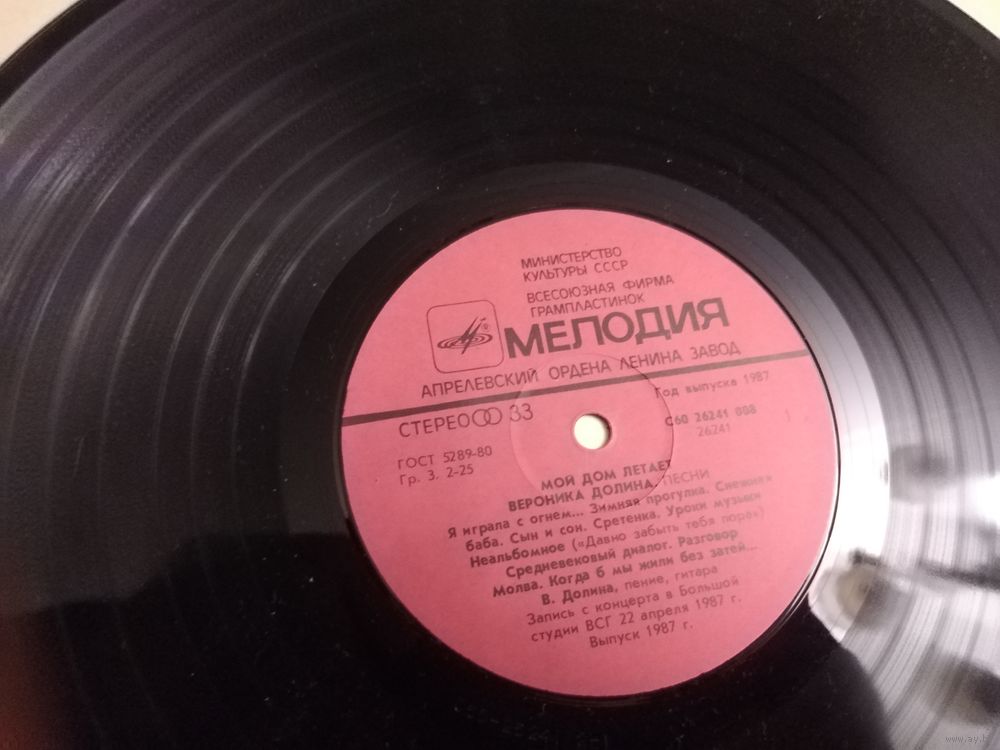 МИНИСТЕРСТВО
КУЛЬТУРЫ СССР
ВСЕСОЮЗНАЯ ФИРМА
ГРАМПЛАСТИНОК
МЕЛОДИЯ
АПРЕЛЕВСКИЙ ОРДЕНА ЛЕНИНА ЗАВОД
СТЕРЕО 33
Год выпуска 1987
ГОСТ 5289-80
С60 26241 008
Гр. 3. 2-25
26241
МОЙ ДОМ ЛЕТАЕТ
ВЕРОНИКА ДОЛИНА. ПЕСНИ
Я играла с огнем... Зимняя прогулка. Снежная
баба. Сын и сон. Сретенка. Уроки музыки
Неальбомное («Давно забыть тебя пора»)
Средневековый диалог. Разговор
Молва. Когда б мы жили без затей...
В. Долина, пение, гитара
Запись с концерта в Большой
студии ВСГ 22 апреля 1987 г.
Выпуск 1987 г.